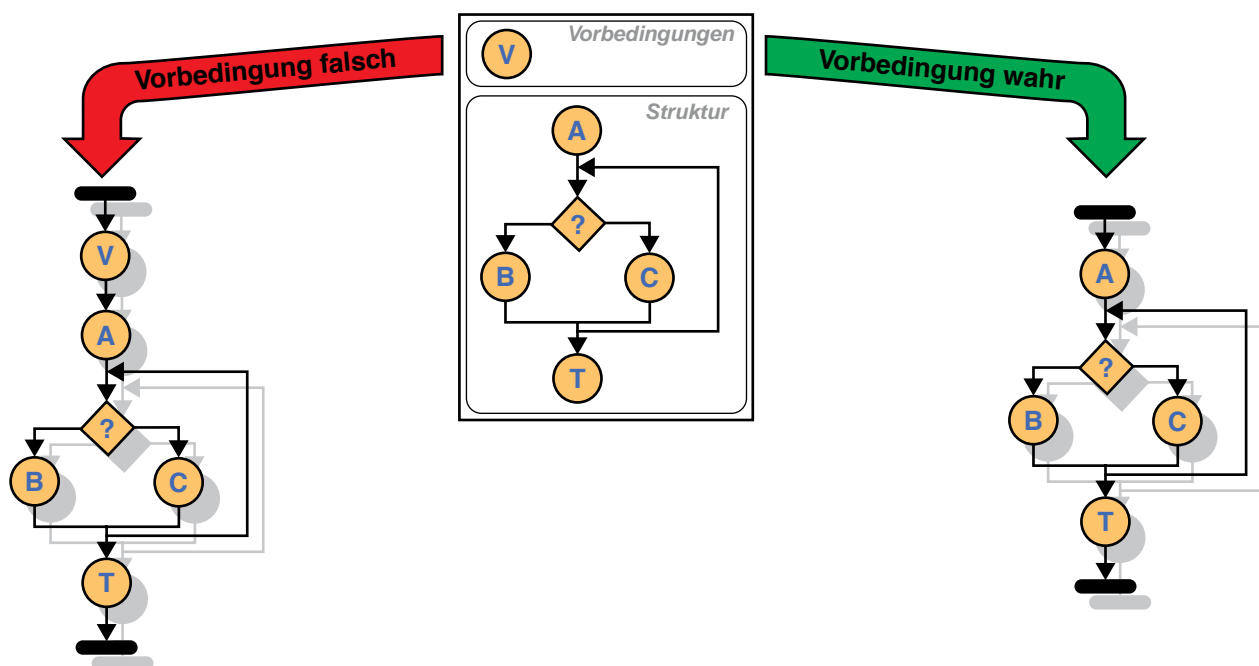 Vorbedingung falsch
Vorbedingungen
V
Struktur
A
?
B
C
T
Vorbedingung wahr
V
A
?
B
C
T
A
?
B
C
T